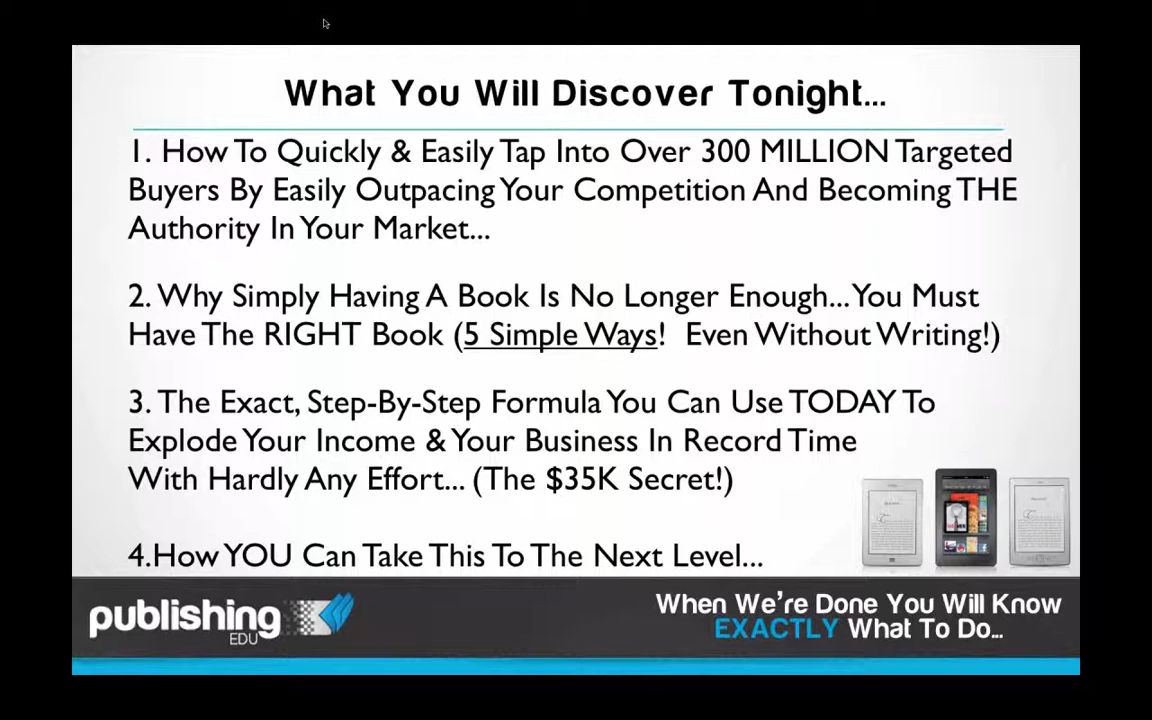 What You Will Discover Tonight...
1. How To Quickly & Easily Tap Into Over 300 MILLION Targeted
Buyers By Easily Outpacing Your Competition And Becoming THE
Authority In Your Market...
2. Why Simply Having A Book Is No Longer Enough... You Must
Have The RIGHT Book (5 Simple Ways!  Even Without Writing!)
3. The Exact, Step-By-Step Formula You Can Use TODAY To
Explode Your Income & Your Business In Record Time
With Hardly Any Effort... (The $35K Secret!)
4.How YOU Can Take This To The Next Level...
publishing
EDU
When We're Done You Will Know
EXACTLY What To Do...